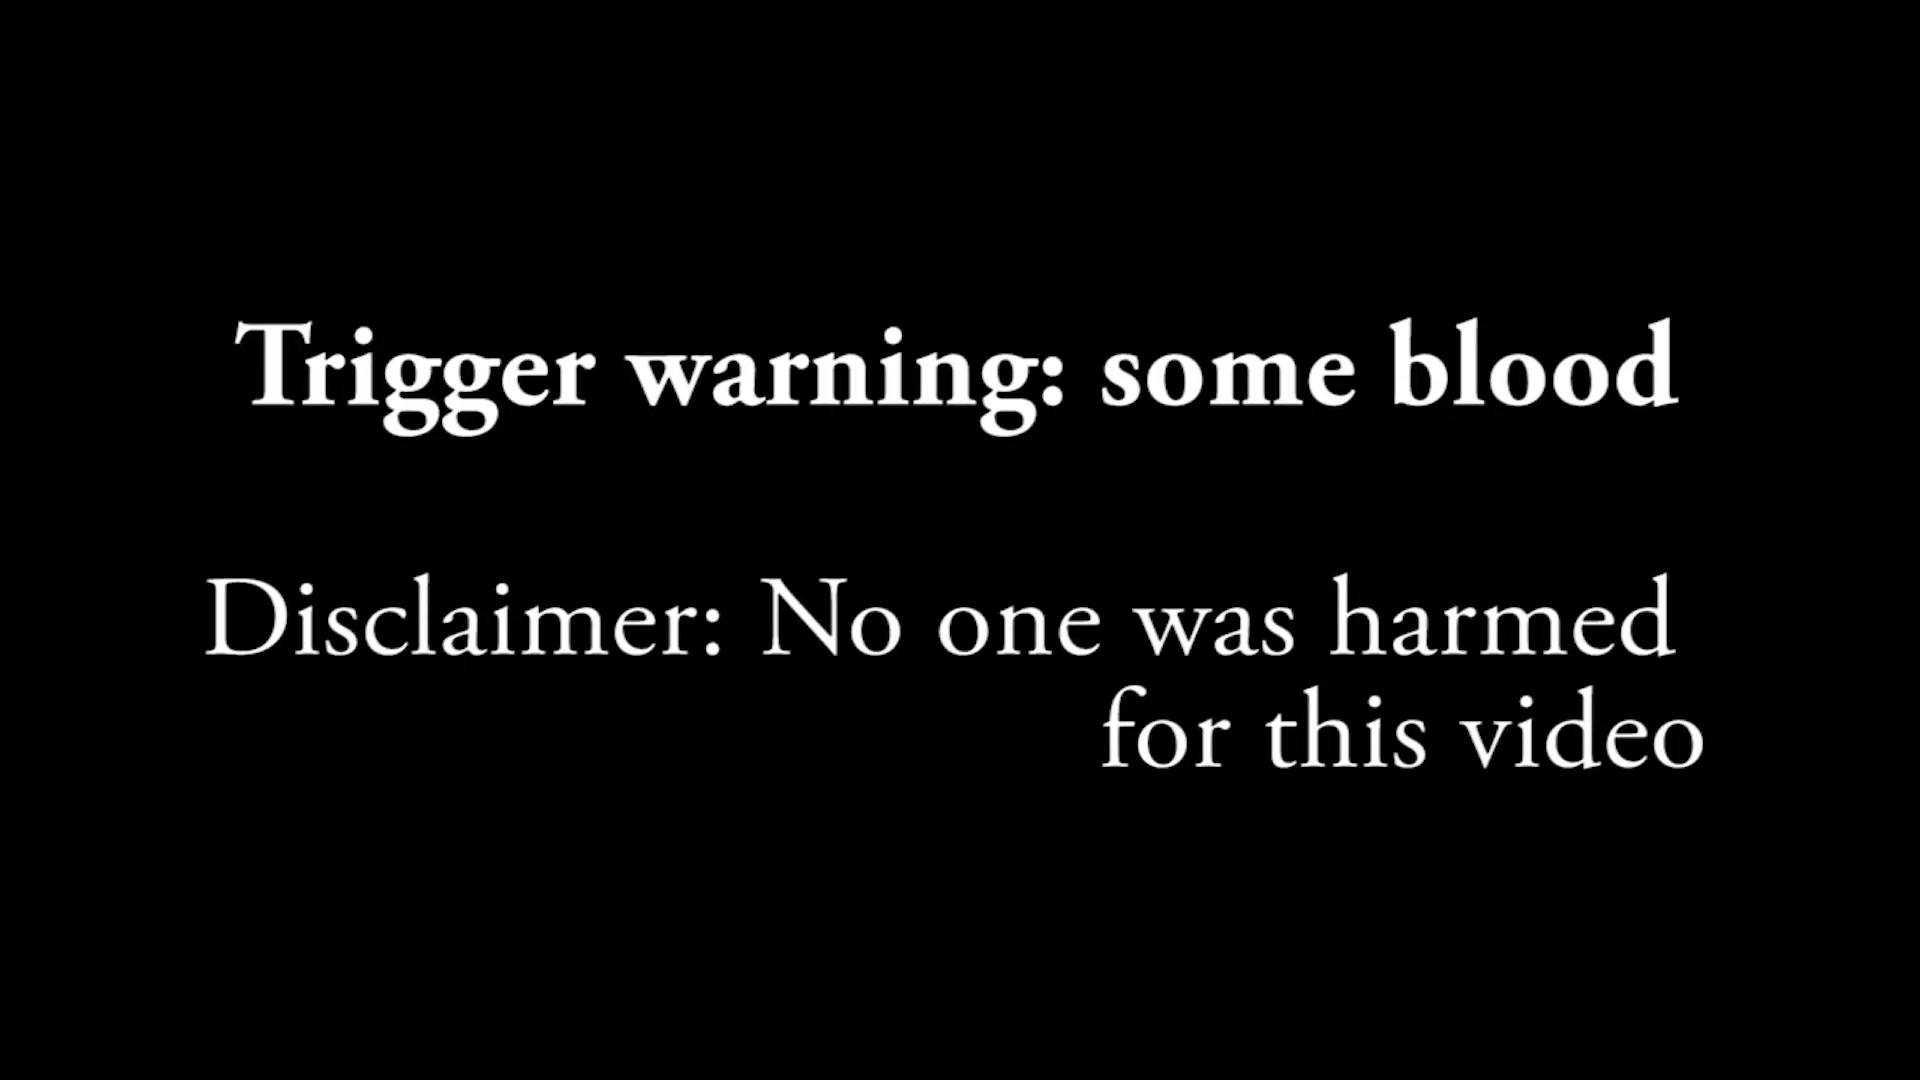 Trigger warning: some blood
Disclaimer: No one was harmed
for this video